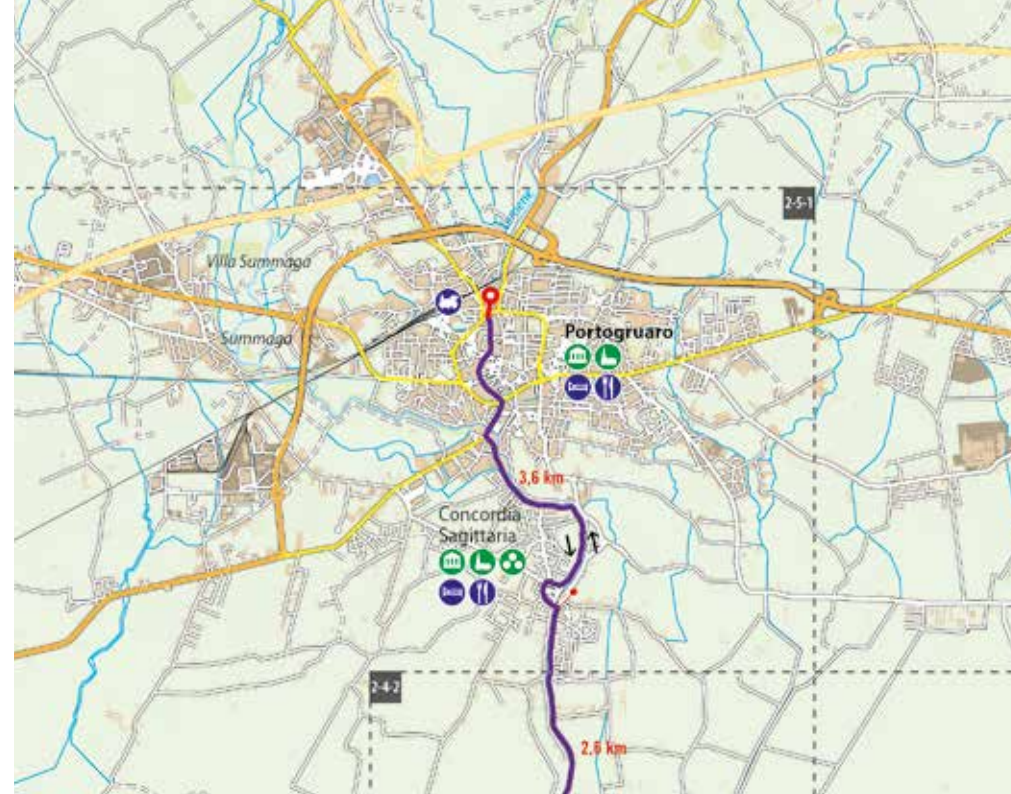 2-5-1
Villa Summaga
Summaga
Portogruaro
3,6 km
Concordia
Sagittaria
2-4-2
2,6 km